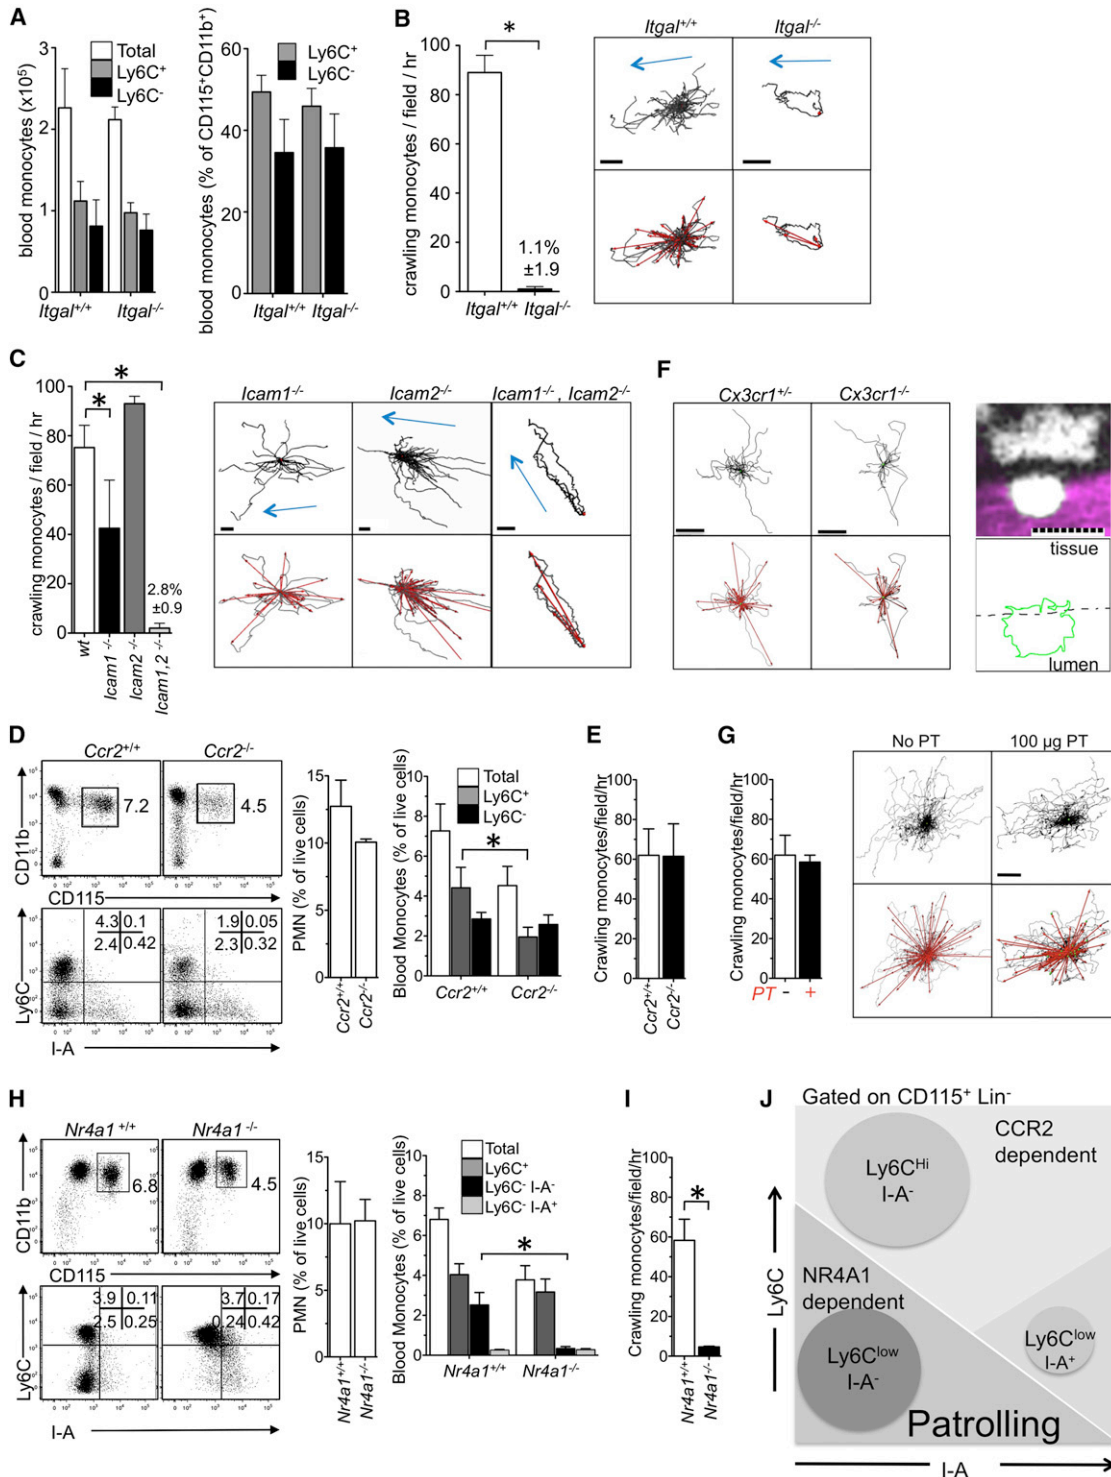 A
blood monocytes (x10⁵)
3
2
1
0
Total
Ly6C⁺
Ly6C⁻
Itgal⁺/⁺
Itgal⁻/⁻
blood monocytes (% of CD115⁺CD11b⁺)
60
40
20
0
Ly6C⁺
Ly6C⁻
Itgal⁺/⁺
Itgal⁻/⁻
B
crawling monocytes / field / hr
100
80
60
40
20
0
*
1.1%
±1.9
Itgal⁺/⁺
Itgal⁻/⁻
Itgal⁺/⁺
Itgal⁻/⁻
C
crawling monocytes / field / hr
100
80
60
40
20
0
*
*
2.8%
±0.9
wt
Icam1⁻/⁻
Icam2⁻/⁻
Icam1,2⁻/⁻
Icam1⁻/⁻
Icam2⁻/⁻
Icam1⁻/⁻, Icam2⁻/⁻
F
Cx3cr1⁺/⁻
Cx3cr1⁻/⁻
tissue
lumen
D
Ccr2⁺/⁺
Ccr2⁻/⁻
CD11b
7.2
4.5
CD115
Ly6C
4.3 0.1
2.4 0.42
1.9 0.05
2.3 0.32
I-A
PMN (% of live cells)
15
10
5
0
Ccr2⁺/⁺
Ccr2⁻/⁻
Blood Monocytes (% of live cells)
10
8
6
4
2
0
Total
Ly6C⁺
Ly6C⁻
*
Ccr2⁺/⁺
Ccr2⁻/⁻
E
Crawling monocytes/field/hr
100
80
60
40
20
0
Ccr2⁺/⁺
Ccr2⁻/⁻
G
Crawling monocytes/field/hr
100
80
60
40
20
0
PT - +
No PT
100 µg PT
H
Nr4a1⁺/⁺
Nr4a1⁻/⁻
CD11b
6.8
4.5
CD115
Ly6C
3.9 0.11
2.5 0.25
3.7 0.17
0.24 0.42
I-A
PMN (% of live cells)
15
10
5
0
Nr4a1⁺/⁺
Nr4a1⁻/⁻
Blood Monocytes (% of live cells)
10
8
6
4
2
0
Total
Ly6C⁺
Ly6C⁻ I-A⁻
Ly6C⁻ I-A⁺
*
Nr4a1⁺/⁺
Nr4a1⁻/⁻
I
Crawling monocytes/field/hr
100
80
60
40
20
0
*
Nr4a1⁺/⁺
Nr4a1⁻/⁻
J
Gated on CD115⁺ Lin⁻
CCR2
dependent
Ly6C^Hi
I-A⁻
NR4A1
dependent
Ly6C^low
I-A⁻
Ly6C^low
I-A⁺
Patrolling
Ly6C
I-A